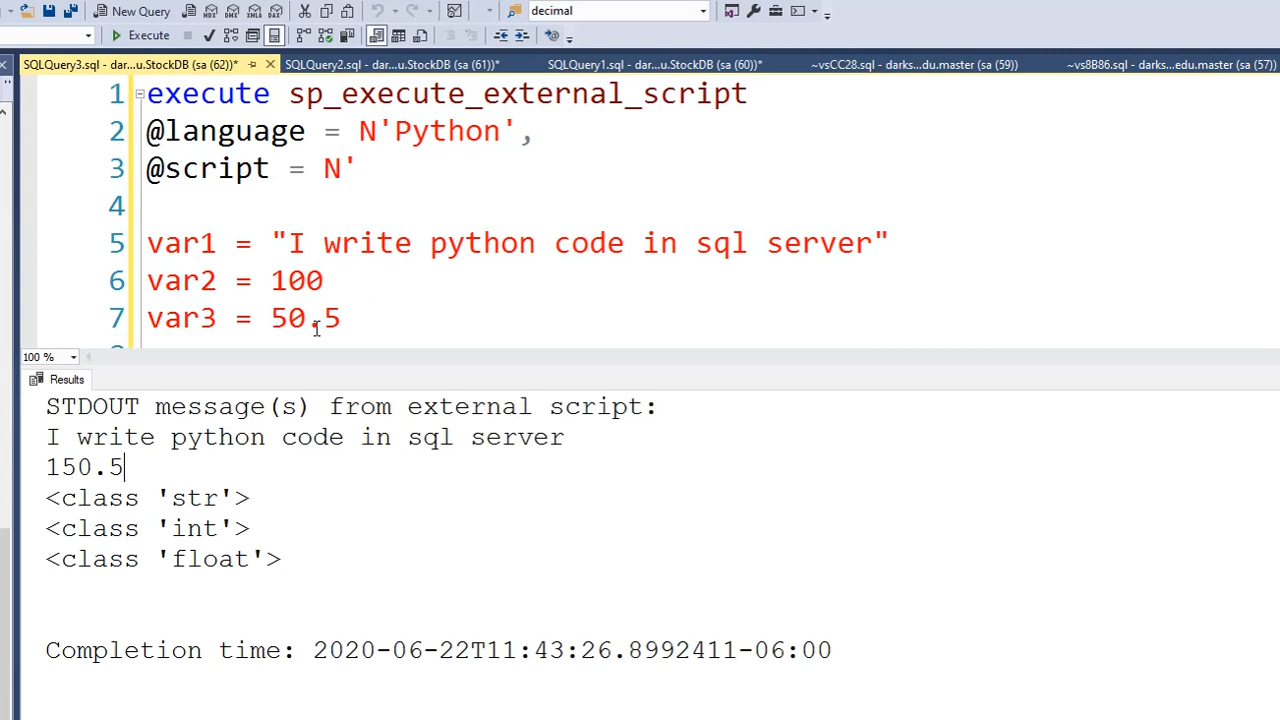 New Query MDX DMX XMLA DAX decimal
Execute
SQLQuery3.sql - dar...u.StockDB (sa (62))* SQLQuery2.sql - dar...u.StockDB (sa (61))* SQLQuery1.sql - dar...u.StockDB (sa (60))* ~vsCC28.sql - darks...du.master (sa (59)) ~vs8B86.sql - darks...edu.master (sa (57))
1 execute sp_execute_external_script
2 @language = N'Python',
3 @script = N'
4
5 var1 = "I write python code in sql server"
6 var2 = 100
7 var3 = 50.5
100 %
Results
STDOUT message(s) from external script:
I write python code in sql server
150.5
<class 'str'>
<class 'int'>
<class 'float'>
Completion time: 2020-06-22T11:43:26.8992411-06:00